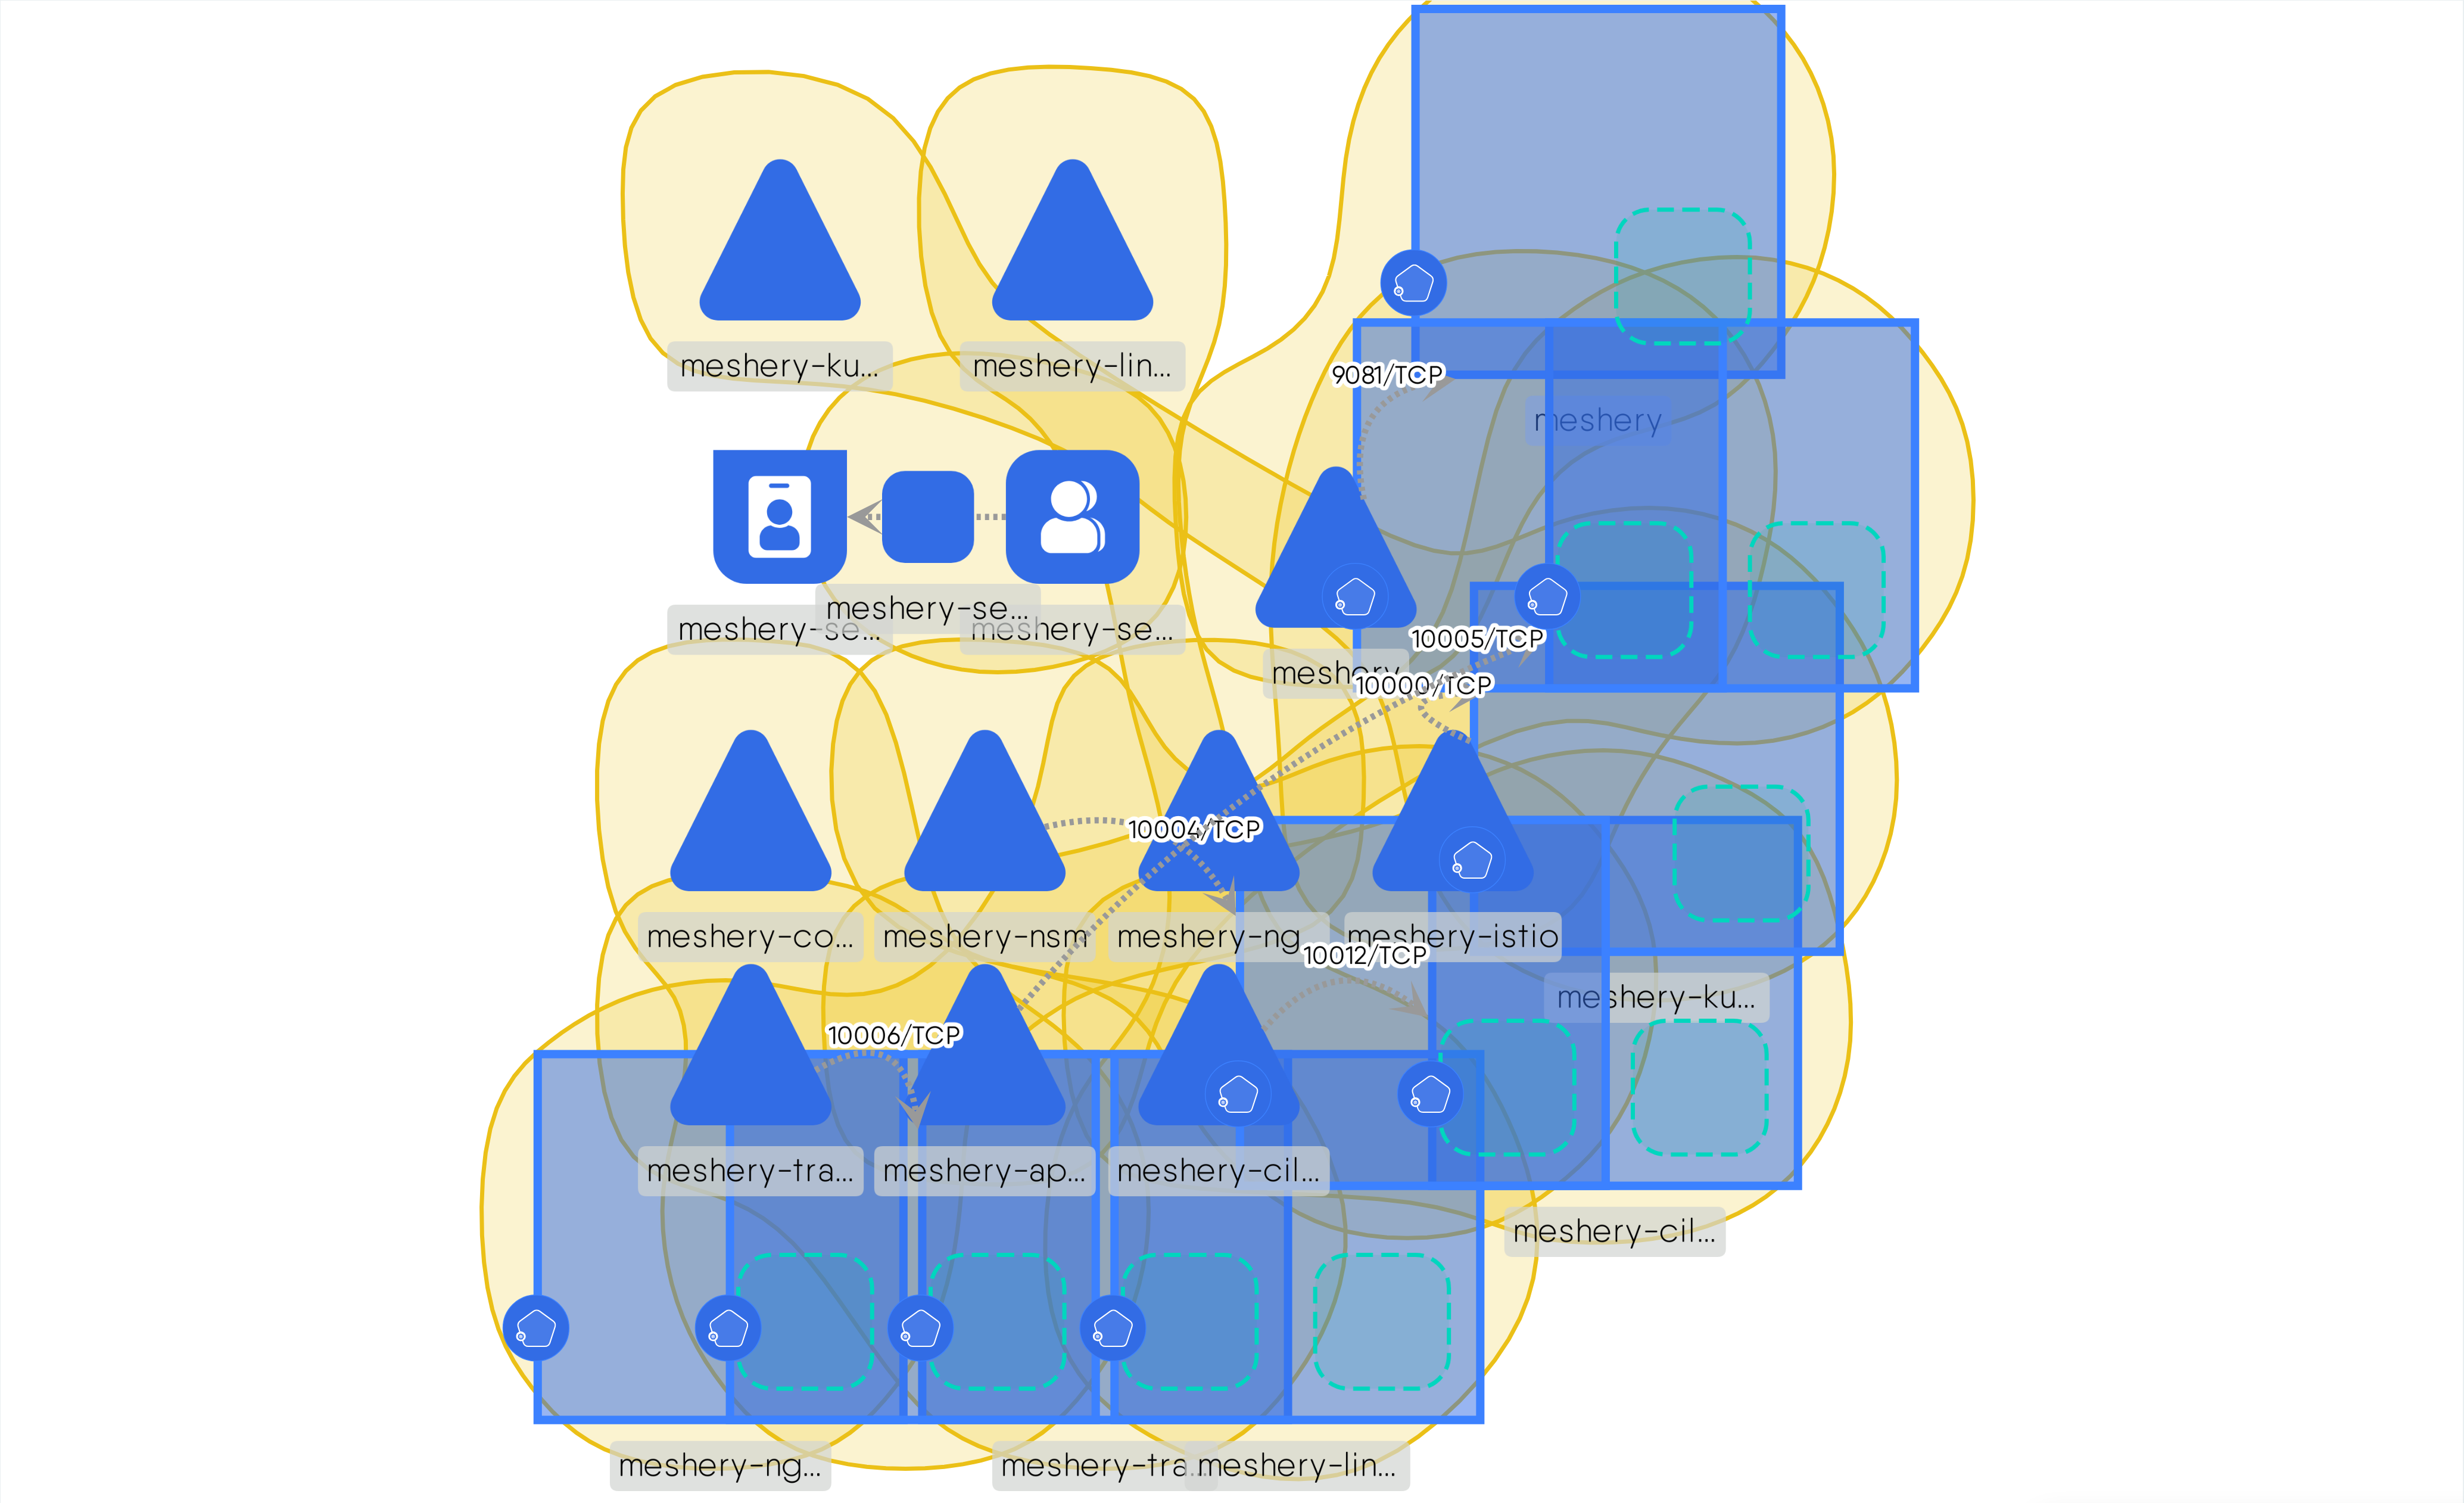 meshery-ku...
meshery-lin...
9081/TCP
meshery
meshery-se...
meshery-se...
meshery-se...
10005/TCP
meshery
10000/TCP
10004/TCP
meshery-co...
meshery-nsm
meshery-ng
meshery-istio
10012/TCP
meshery-ku...
10006/TCP
meshery-tra...
meshery-ap...
meshery-cil...
meshery-cil...
meshery-ng...
meshery-tra...
meshery-lin...